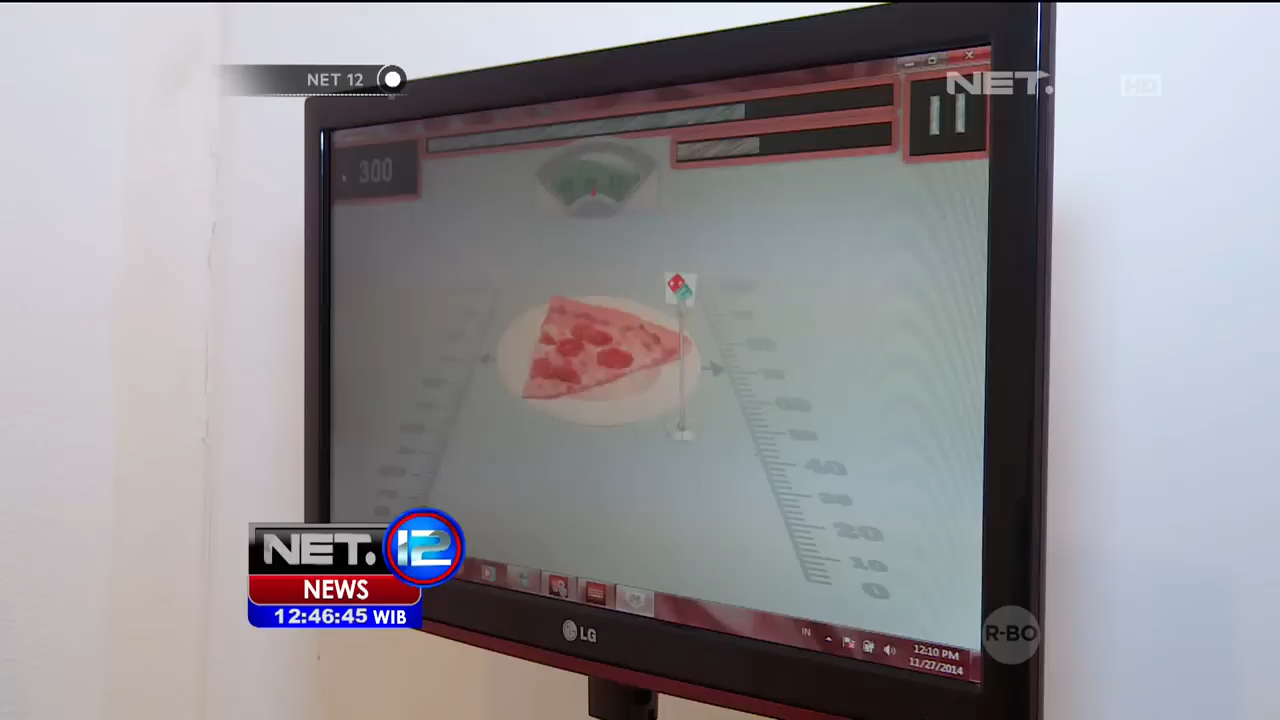 NET 12
NET.
HD
300
40
20
10
0
NET. 12
NEWS
12:46:45 WIB
LG
IN
12:10 PM
11/27/2014
R-BO